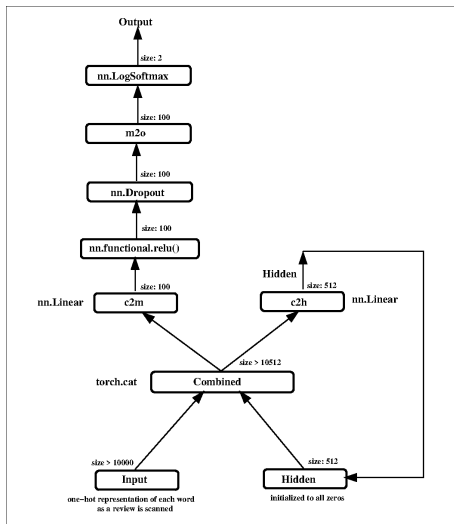 Output
size: 2
nn.LogSoftmax
size: 100
m2o
size: 100
nn.Dropout
size: 100
nn.functional.relu()
Hidden
size: 100
size: 512
nn.Linear
c2m
c2h
nn.Linear
size > 10512
torch.cat
Combined
size > 10000
size: 512
Input
Hidden
one-hot representation of each word
as a review is scanned
initialized to all zeros